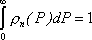 ∫₀^∞ ρₙ(P)dP = 1